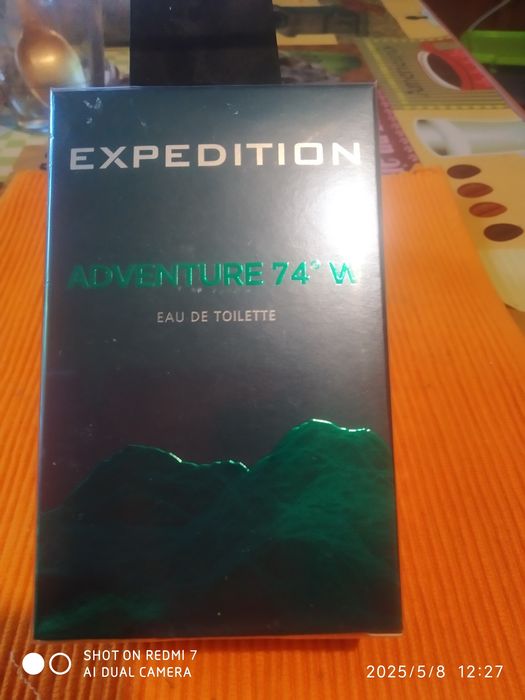 EXPEDITION
ADVENTURE 74° W
EAU DE TOILETTE
SHOT ON REDMI 7
AI DUAL CAMERA
2025/5/8 12:27